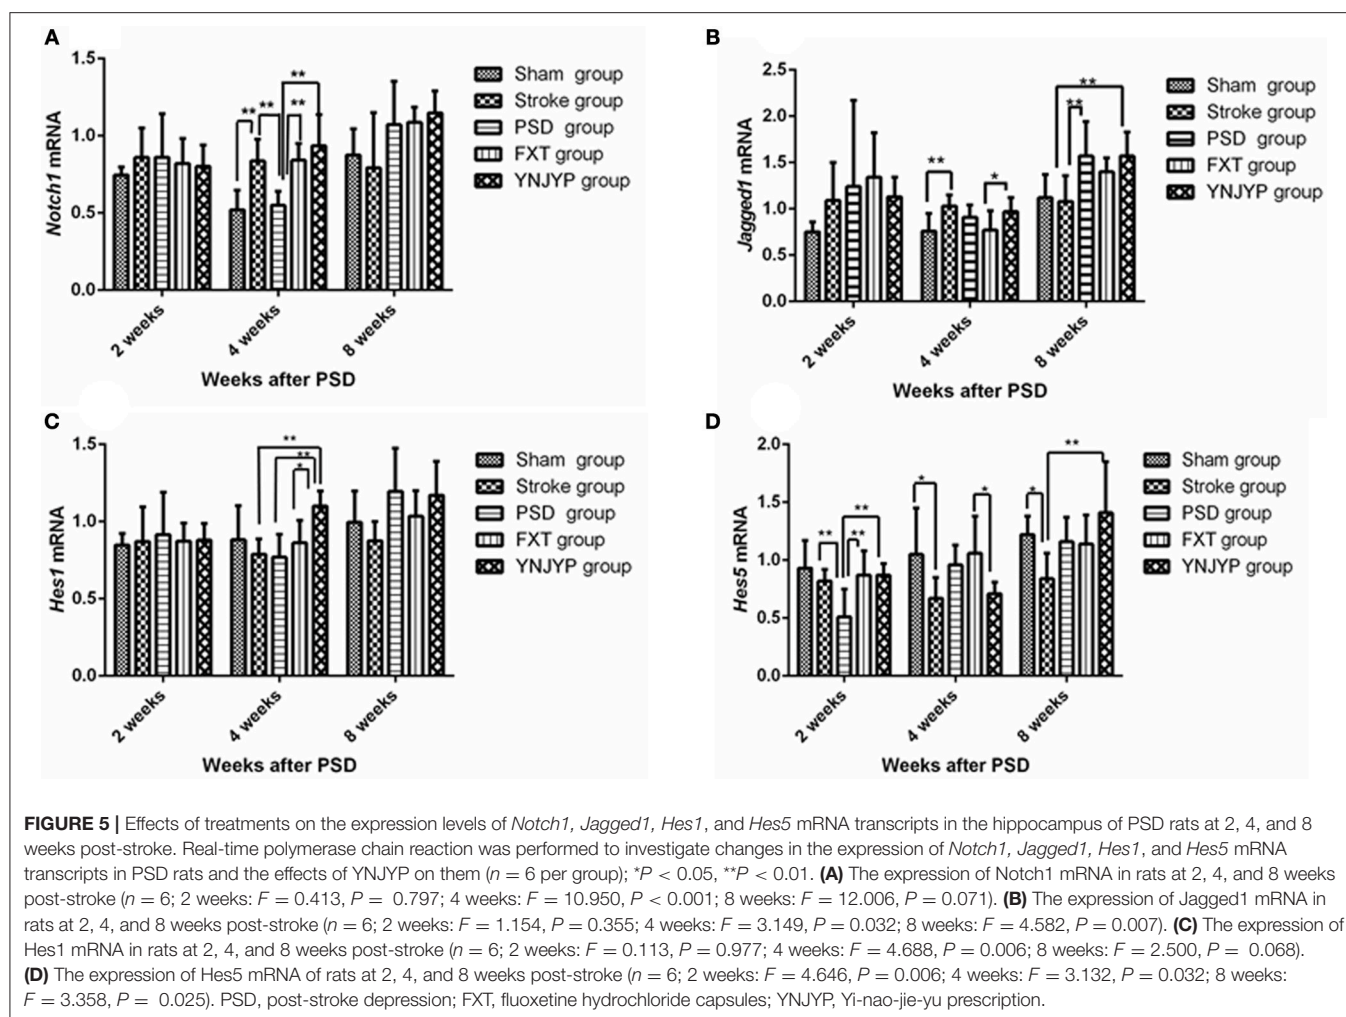 A
1.5
1.0
0.5
0.0
Notch1 mRNA
** ** ** **
2 weeks
4 weeks
8 weeks
Weeks after PSD
Sham group
Stroke group
PSD group
FXT group
YNJYP group
B
2.5
2.0
1.5
1.0
0.5
0.0
Jagged1 mRNA
** * ** **
2 weeks
4 weeks
8 weeks
Weeks after PSD
Sham group
Stroke group
PSD group
FXT group
YNJYP group
C
1.5
1.0
0.5
0.0
Hes1 mRNA
**
**
*
2 weeks
4 weeks
8 weeks
Weeks after PSD
Sham group
Stroke group
PSD group
FXT group
YNJYP group
D
2.0
1.5
1.0
0.5
0.0
Hes5 mRNA
** ** ** * * * **
2 weeks
4 weeks
8 weeks
Weeks after PSD
Sham group
Stroke group
PSD group
FXT group
YNJYP group
FIGURE 5 | Effects of treatments on the expression levels of Notch1, Jagged1, Hes1, and Hes5 mRNA transcripts in the hippocampus of PSD rats at 2, 4, and 8
weeks post-stroke. Real-time polymerase chain reaction was performed to investigate changes in the expression of Notch1, Jagged1, Hes1, and Hes5 mRNA
transcripts in PSD rats and the effects of YNJYP on them (n = 6 per group); *P < 0.05, **P < 0.01. (A) The expression of Notch1 mRNA in rats at 2, 4, and 8 weeks
post-stroke (n = 6; 2 weeks: F = 0.413, P = 0.797; 4 weeks: F = 10.950, P < 0.001; 8 weeks: F = 12.006, P = 0.071). (B) The expression of Jagged1 mRNA in
rats at 2, 4, and 8 weeks post-stroke (n = 6; 2 weeks: F = 1.154, P = 0.355; 4 weeks: F = 3.149, P = 0.032; 8 weeks: F = 4.582, P = 0.007). (C) The expression of
Hes1 mRNA in rats at 2, 4, and 8 weeks post-stroke (n = 6; 2 weeks: F = 0.113, P = 0.977; 4 weeks: F = 4.688, P = 0.006; 8 weeks: F = 2.500, P = 0.068).
(D) The expression of Hes5 mRNA of rats at 2, 4, and 8 weeks post-stroke (n = 6; 2 weeks: F = 4.646, P = 0.006; 4 weeks: F = 3.132, P = 0.032; 8 weeks:
F = 3.358, P = 0.025). PSD, post-stroke depression; FXT, fluoxetine hydrochloride capsules; YNJYP, Yi-nao-jie-yu prescription.